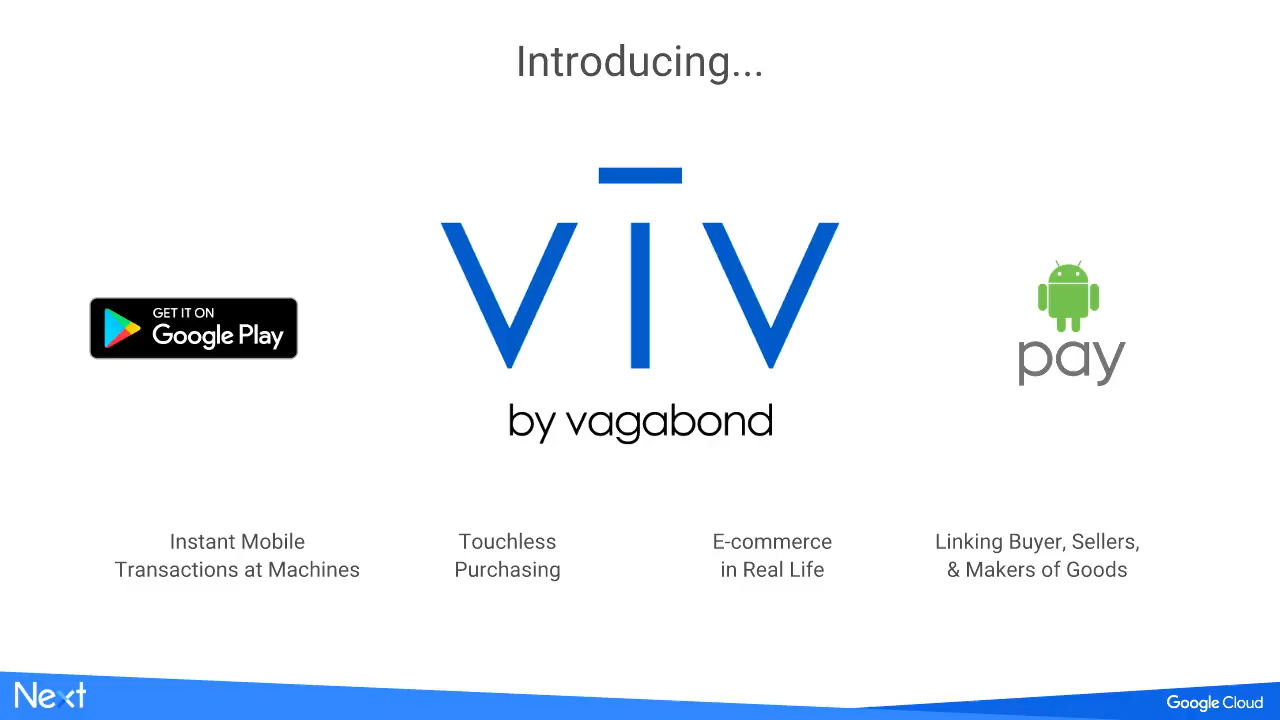 Introducing...
vīv
by vagabond
GET IT ON
Google Play
pay
Instant Mobile
Transactions at Machines
Touchless
Purchasing
E-commerce
in Real Life
Linking Buyer, Sellers,
& Makers of Goods
Next
Google Cloud